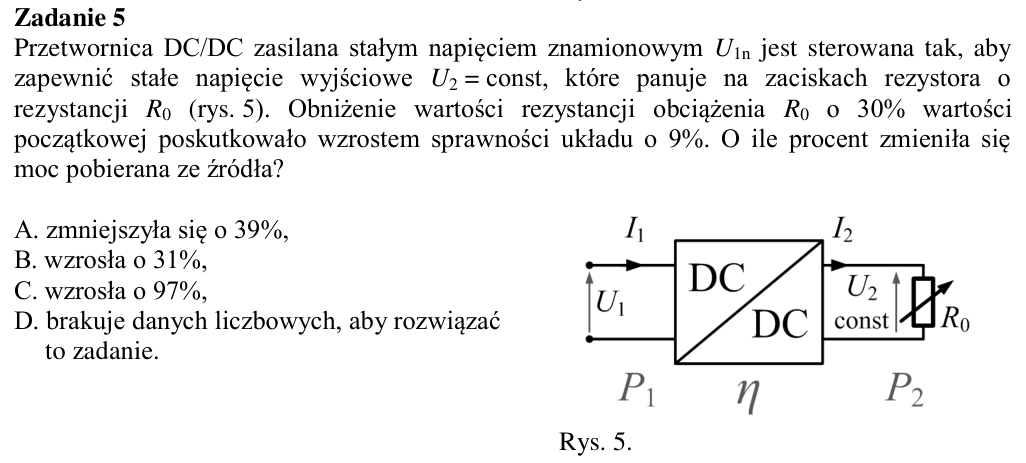 Zadanie 5
Przetwornica DC/DC zasilana stałym napięciem znamionowym U1n jest sterowana tak, aby
zapewnić stałe napięcie wyjściowe U2 = const, które panuje na zaciskach rezystora o
rezystancji R0 (rys. 5). Obniżenie wartości rezystancji obciążenia R0 o 30% wartości
początkowej poskutkowało wzrostem sprawności układu o 9%. O ile procent zmieniła się
moc pobierana ze źródła?
A. zmniejszyła się o 39%,
B. wzrosła o 31%,
C. wzrosła o 97%,
D. brakuje danych liczbowych, aby rozwiązać
to zadanie.
I1
I2
DC
U1
U2
DC
const
R0
P1
η
P2
Rys. 5.